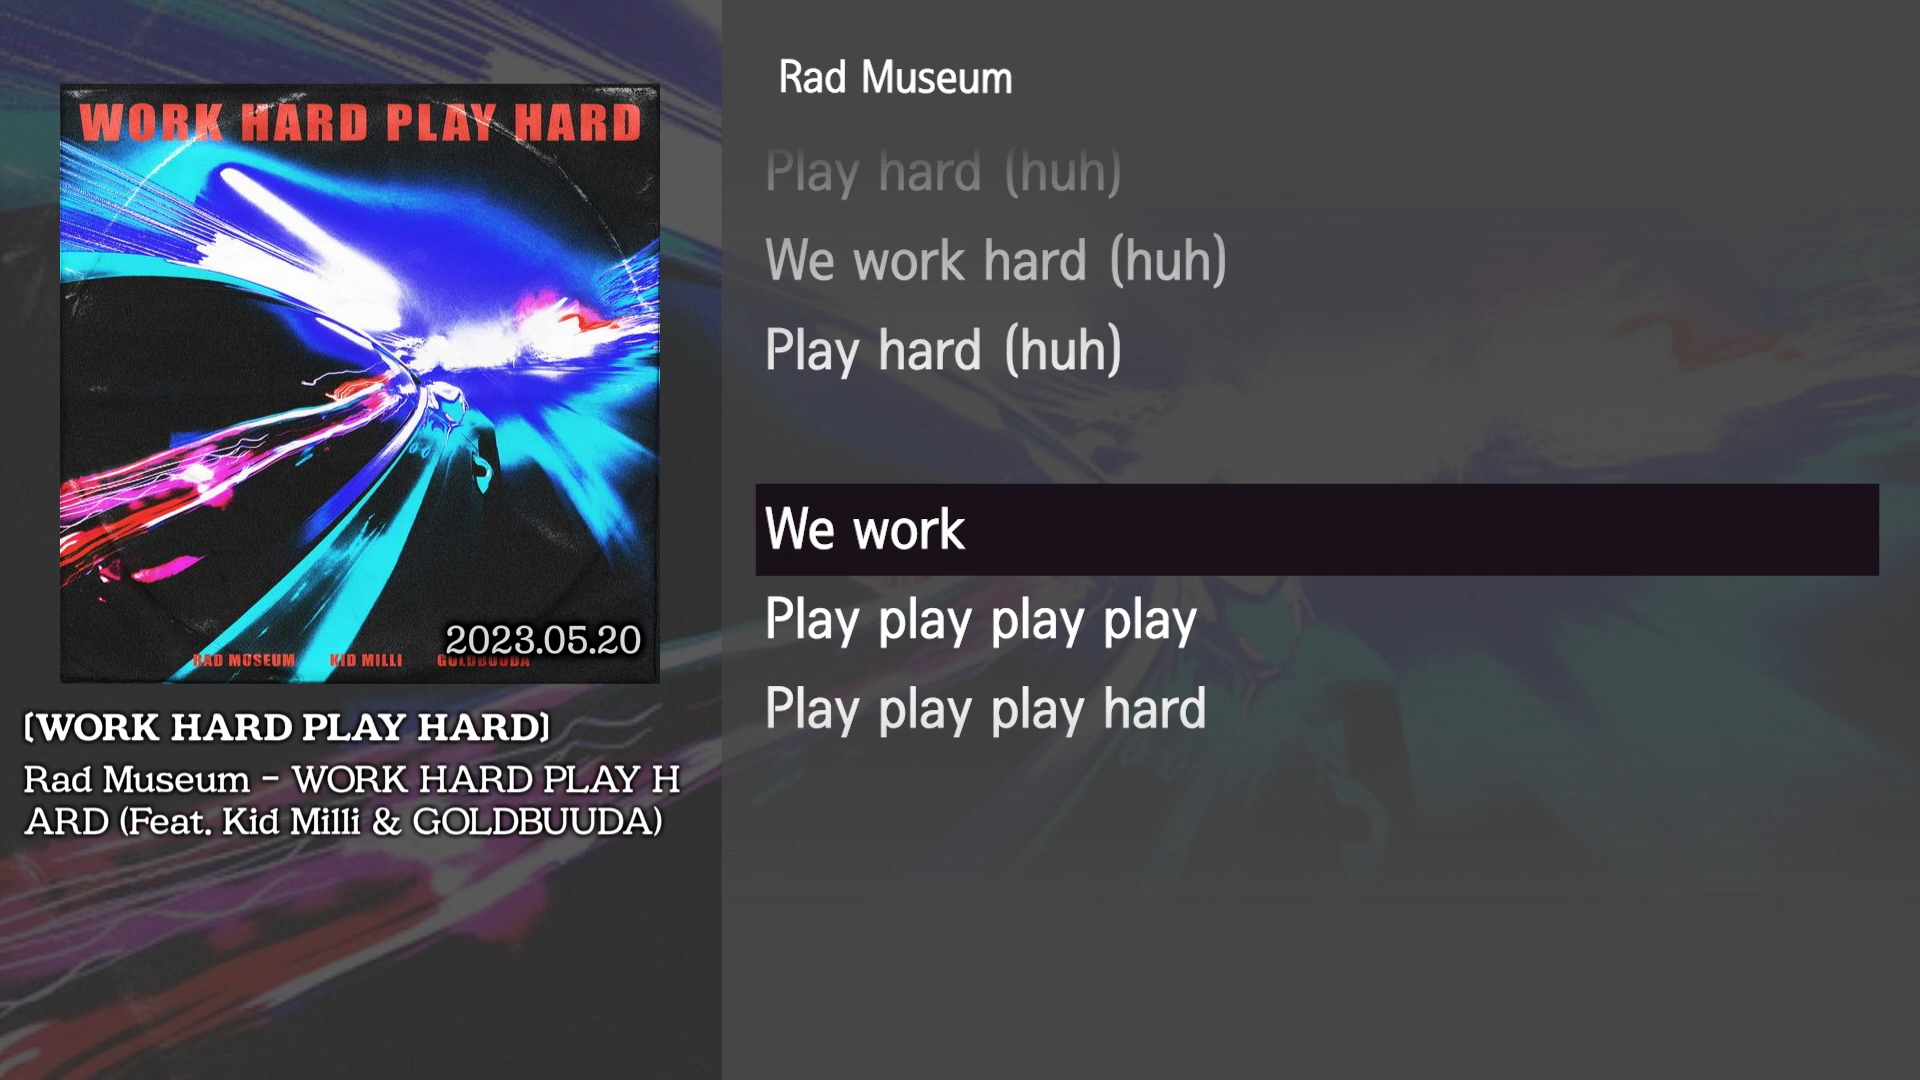 WORK HARD PLAY HARD
2023.05.20
RAD MUSEUM KID MILLI GOLDBUUDA
[WORK HARD PLAY HARD]
Rad Museum - WORK HARD PLAY H
ARD (Feat. Kid Milli & GOLDBUUDA)
Rad Museum
Play hard (huh)
We work hard (huh)
Play hard (huh)
We work
Play play play play
Play play play hard